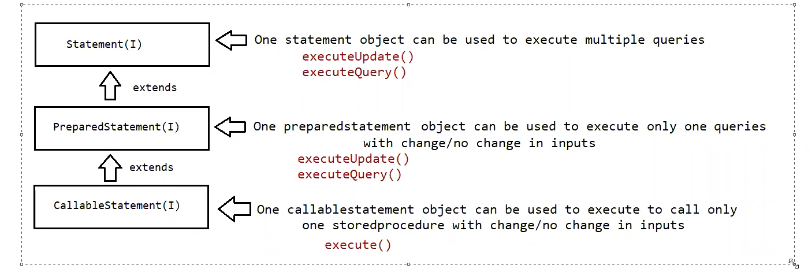 Statement(I)
One statement object can be used to execute multiple queries
executeUpdate()
executeQuery()
extends
PreparedStatement(I)
One preparedstatement object can be used to execute only one queries
with change/no change in inputs
executeUpdate()
executeQuery()
extends
CallableStatement(I)
One callablestatement object can be used to execute to call only
one storedprocedure with change/no change in inputs
execute()